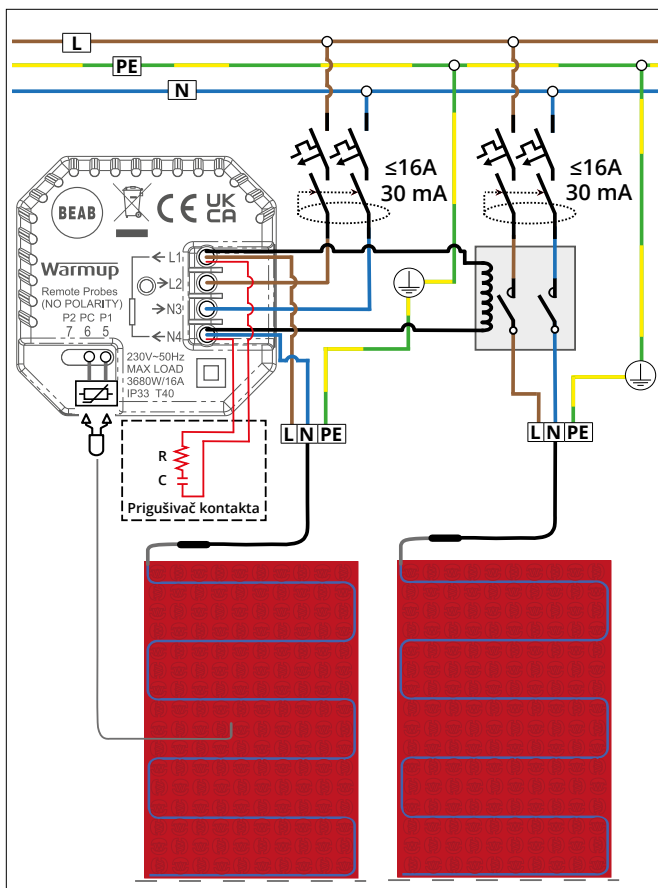 L
PE
N
≤16A
30 mA
≤16A
30 mA
BEAB
CE
UK
CA
Warmup
Remote Probes
(NO POLARITY)
P2 PC P1
7 6 5
L1
L2
N3
N4
230V~50Hz
MAX LOAD
3680W/16A
IP33 T40
L N PE
L N PE
R
C
Prigušivač kontakta